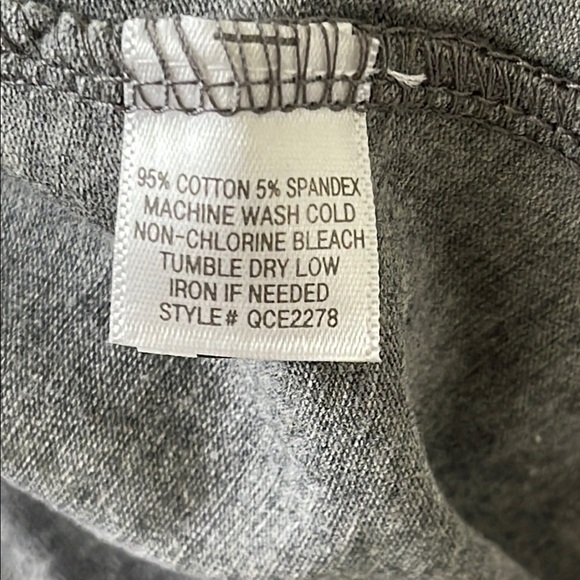 95% COTTON 5% SPANDEX
MACHINE WASH COLD
NON-CHLORINE BLEACH
TUMBLE DRY LOW
IRON IF NEEDED
STYLE# QCE2278